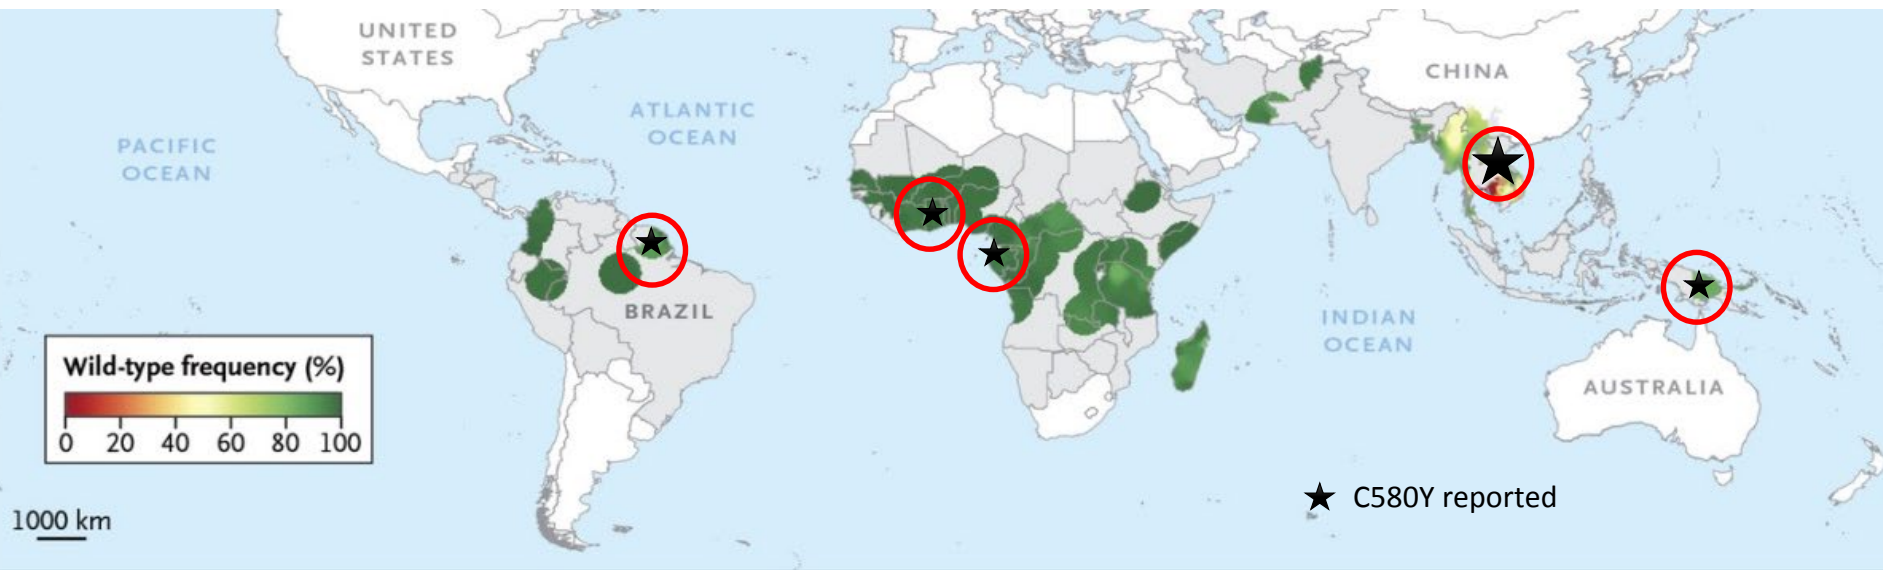 UNITED
STATES
CHINA
ATLANTIC
OCEAN
PACIFIC
OCEAN
BRAZIL
INDIAN
OCEAN
AUSTRALIA
Wild-type frequency (%)
0 20 40 60 80 100
C580Y reported
1000 km